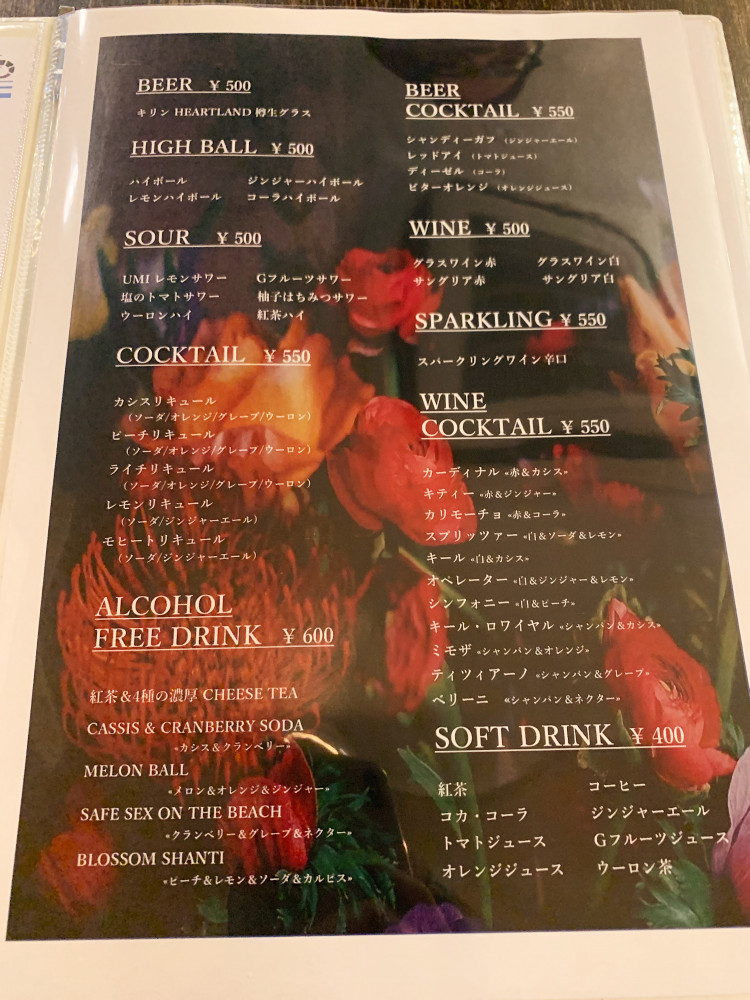 BEER ¥ 500
キリン HEARTLAND 樽生グラス
HIGH BALL ¥ 500
ハイボール ジンジャーハイボール
レモンハイボール コーラハイボール
SOUR ¥ 500
UMI レモンサワー Gフルーツサワー
塩のトマトサワー 柚子はちみつサワー
ウーロンハイ 紅茶ハイ
COCKTAIL ¥ 550
カシスリキュール
(ソーダ/オレンジ/グレープ/ウーロン)
ピーチリキュール
(ソーダ/オレンジ/グレープ/ウーロン)
ライチリキュール
(ソーダ/オレンジ/グレープ/ウーロン)
レモンリキュール
(ソーダ/ジンジャーエール)
モヒートリキュール
(ソーダ/ジンジャーエール)
ALCOHOL
FREE DRINK ¥ 600
紅茶&4種の濃厚 CHEESE TEA
CASSIS & CRANBERRY SODA
«カシス&クランベリー»
MELON BALL
«メロン&オレンジ&ジンジャー»
SAFE SEX ON THE BEACH
«クランベリー&グレープ&ネクター»
BLOSSOM SHANTI
«ピーチ&レモン&ソーダ&カルピス»
BEER
COCKTAIL ¥ 550
シャンディーガフ (ジンジャーエール)
レッドアイ (トマトジュース)
ディーゼル (コーラ)
ビターオレンジ (オレンジジュース)
WINE ¥ 500
グラスワイン赤 グラスワイン白
サングリア赤 サングリア白
SPARKLING ¥ 550
スパークリングワイン辛口
WINE
COCKTAIL ¥ 550
カーディナル «赤&カシス»
キティー «赤&ジンジャー»
カリモーチョ «赤&コーラ»
スプリッツァー «白&ソーダ&レモン»
キール «白&カシス»
オペレーター «白&ジンジャー&レモン»
シンフォニー «白&ピーチ»
キール・ロワイヤル «シャンパン&カシス»
ミモザ «シャンパン&オレンジ»
ティツィアーノ «シャンパン&グレープ»
ベリーニ «シャンパン&ネクター»
SOFT DRINK ¥ 400
紅茶 コーヒー
コカ・コーラ ジンジャーエール
トマトジュース Gフルーツジュース
オレンジジュース ウーロン茶